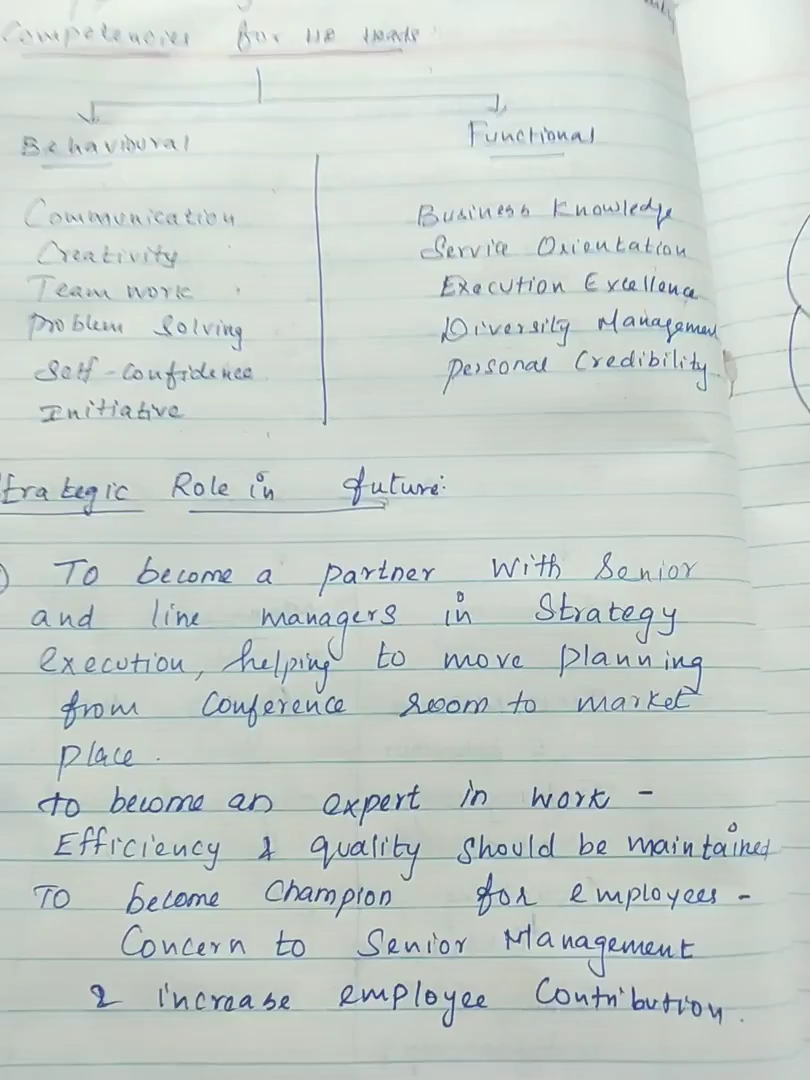 Competencies for HR heads:
Behavioural
Functional
Communication
Creativity
Team work
Problem Solving
Self-Confidence
Initiative
Business Knowledge
Service Orientation
Execution Excellence
Diversity Managemen
Personal Credibility
trategic Role in future:
) To become a partner with Senior
and line managers in Strategy
execution, helping to move planning
from Conference room to market
place.
to become an expert in work -
Efficiency & quality should be maintained
To become Champion for employees -
Concern to Senior Management
& increase employee Contribution.